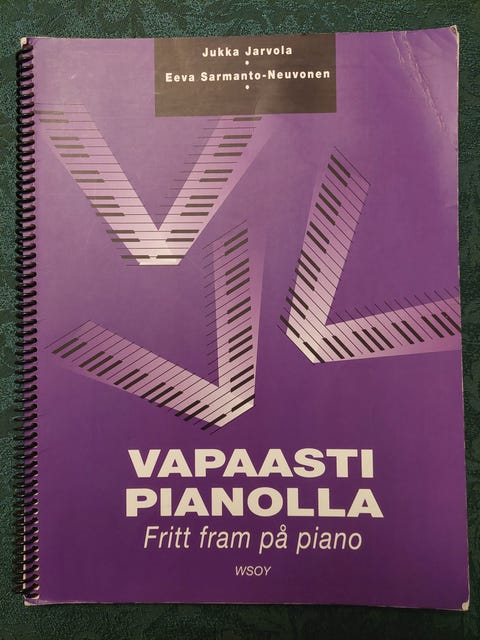 Jukka Jarvola
•
Eeva Sarmanto-Neuvonen
•
VAPAASTI
PIANOLLA
Fritt fram på piano
WSOY